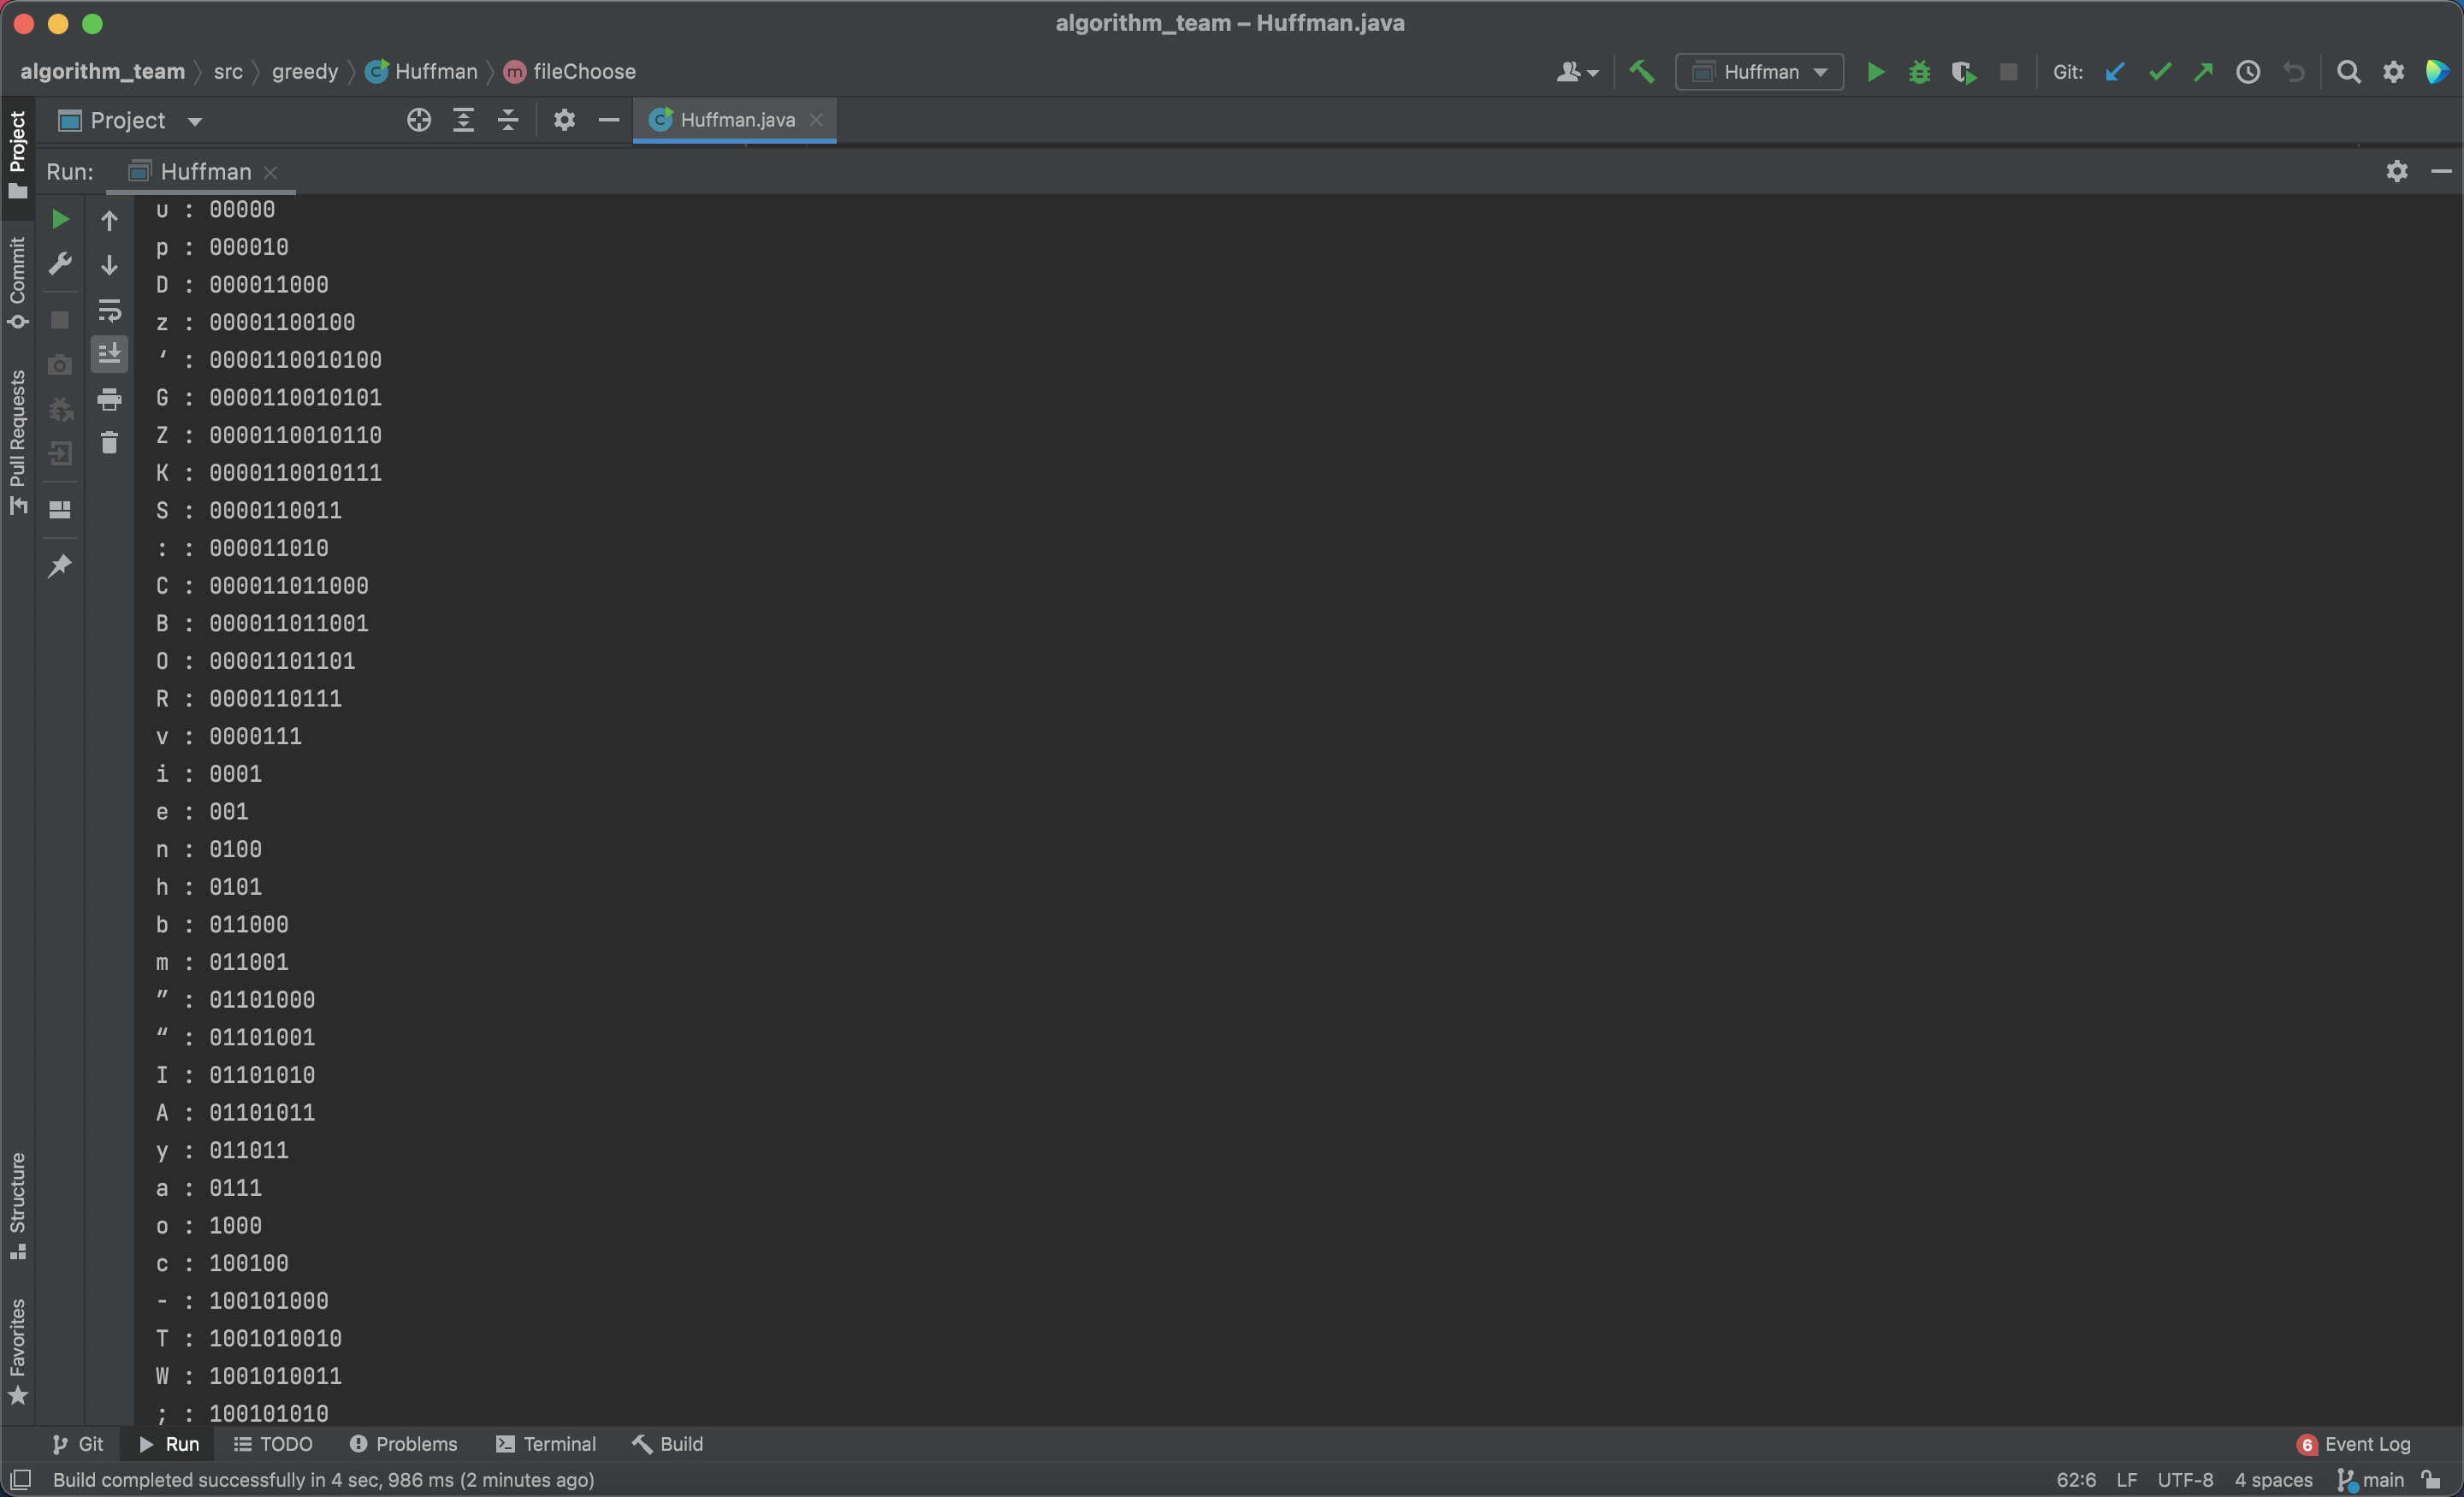 algorithm_team – Huffman.java
algorithm_team src greedy Huffman fileChoose
Huffman Git:
Project Huffman.java
Run: Huffman
u : 00000
p : 000010
D : 000011000
z : 00001100100
‘ : 0000110010100
G : 0000110010101
Z : 0000110010110
K : 0000110010111
S : 0000110011
: : 000011010
C : 000011011000
B : 000011011001
O : 00001101101
R : 0000110111
v : 0000111
i : 0001
e : 001
n : 0100
h : 0101
b : 011000
m : 011001
” : 01101000
“ : 01101001
I : 01101010
A : 01101011
y : 011011
a : 0111
o : 1000
c : 100100
- : 100101000
T : 1001010010
W : 1001010011
; : 100101010
Project
Commit
Pull Requests
Structure
Favorites
Git Run TODO Problems Terminal Build 6 Event Log
Build completed successfully in 4 sec, 986 ms (2 minutes ago) 62:6 LF UTF-8 4 spaces main